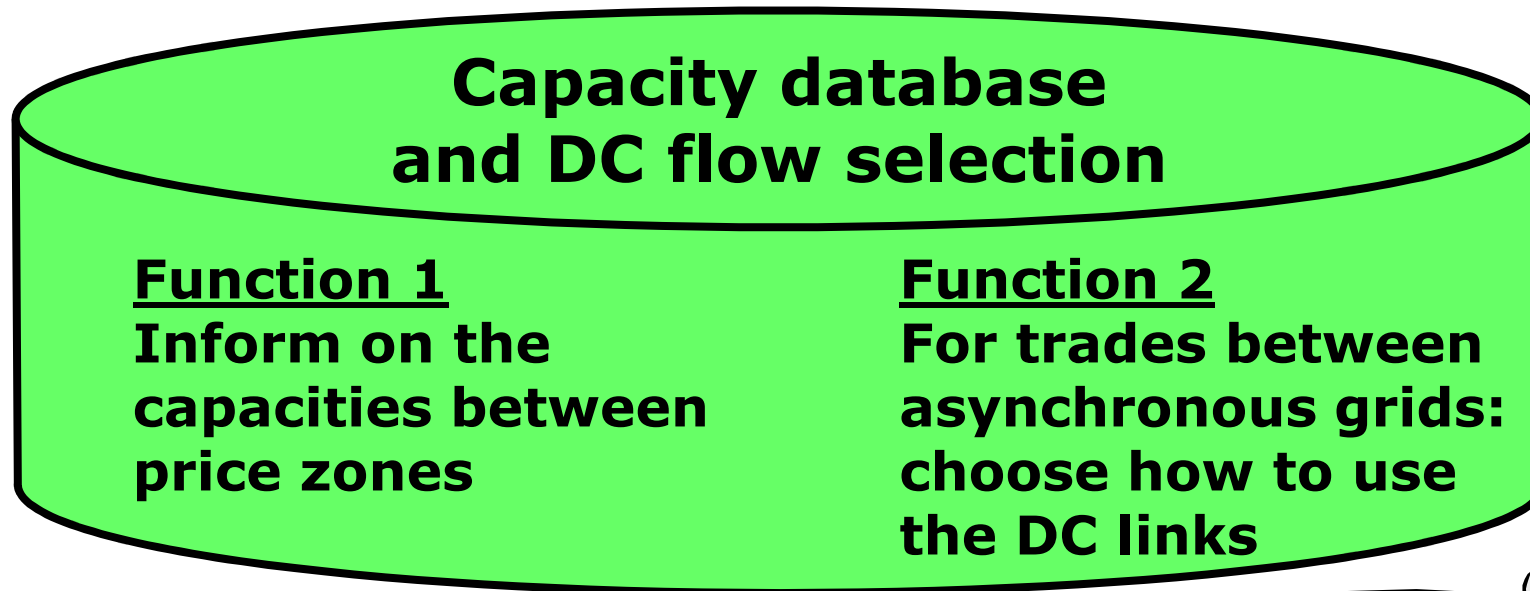 Capacity database
and DC flow selection
Function 1
Inform on the
capacities between
price zones
Function 2
For trades between
asynchronous grids:
choose how to use
the DC links